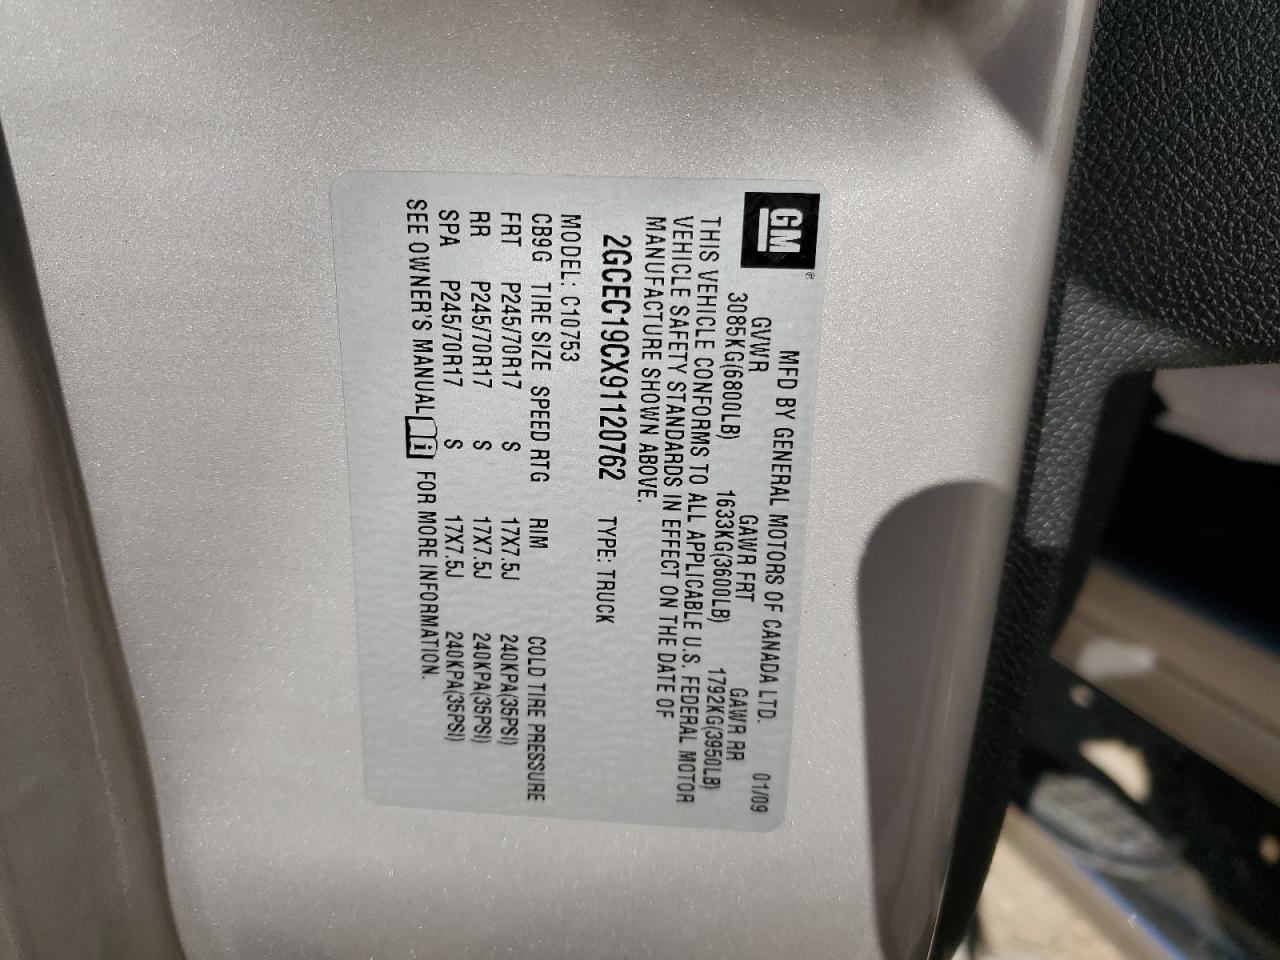 GM
MFD BY GENERAL MOTORS OF CANADA LTD. 01/09
GVWR GAWR FRT GAWR RR
3085KG(6800LB) 1633KG(3600LB) 1792KG(3950LB)
THIS VEHICLE CONFORMS TO ALL APPLICABLE U.S. FEDERAL MOTOR
VEHICLE SAFETY STANDARDS IN EFFECT ON THE DATE OF
MANUFACTURE SHOWN ABOVE.
2GCEC19CX91120762 TYPE: TRUCK
MODEL: C10753
CB9G TIRE SIZE SPEED RTG RIM COLD TIRE PRESSURE
FRT P245/70R17 S 17X7.5J 240KPA(35PSI)
RR P245/70R17 S 17X7.5J 240KPA(35PSI)
SPA P245/70R17 S 17X7.5J 240KPA(35PSI)
SEE OWNER'S MANUAL i FOR MORE INFORMATION.